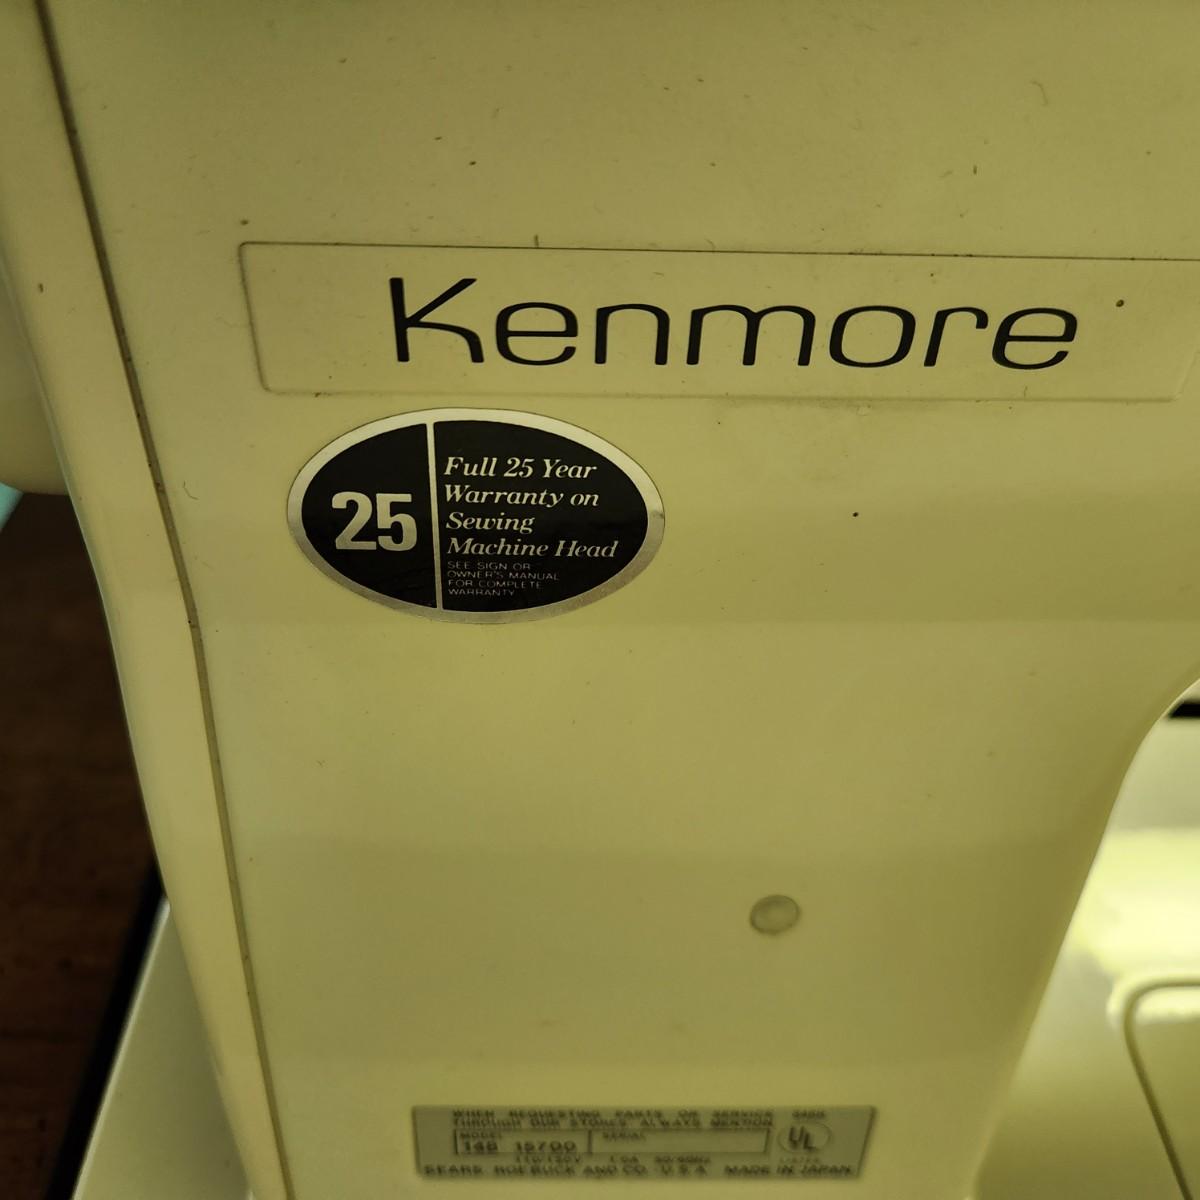 Kenmore
25
Full 25 Year
Warranty on
Sewing
Machine Head
SEE SIGN OR
OWNER'S MANUAL
FOR COMPLETE
WARRANTY
WHEN REQUESTING PARTS OR SERVICE
THROUGH OUR STORES ALWAYS MENTION
MODEL SERIAL
148 15700
UL
SEARS, ROEBUCK AND CO. U.S.A. MADE IN JAPAN